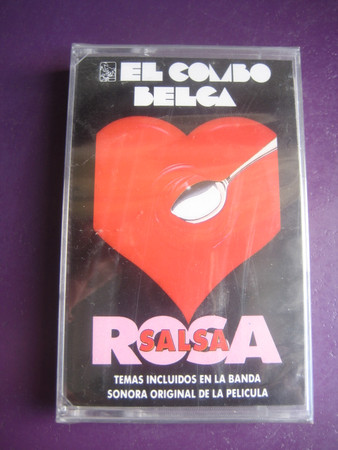 EL COMBO
BELGA
SALSA
ROSA
TEMAS INCLUIDOS EN LA BANDA
SONORA ORIGINAL DE LA PELICULA